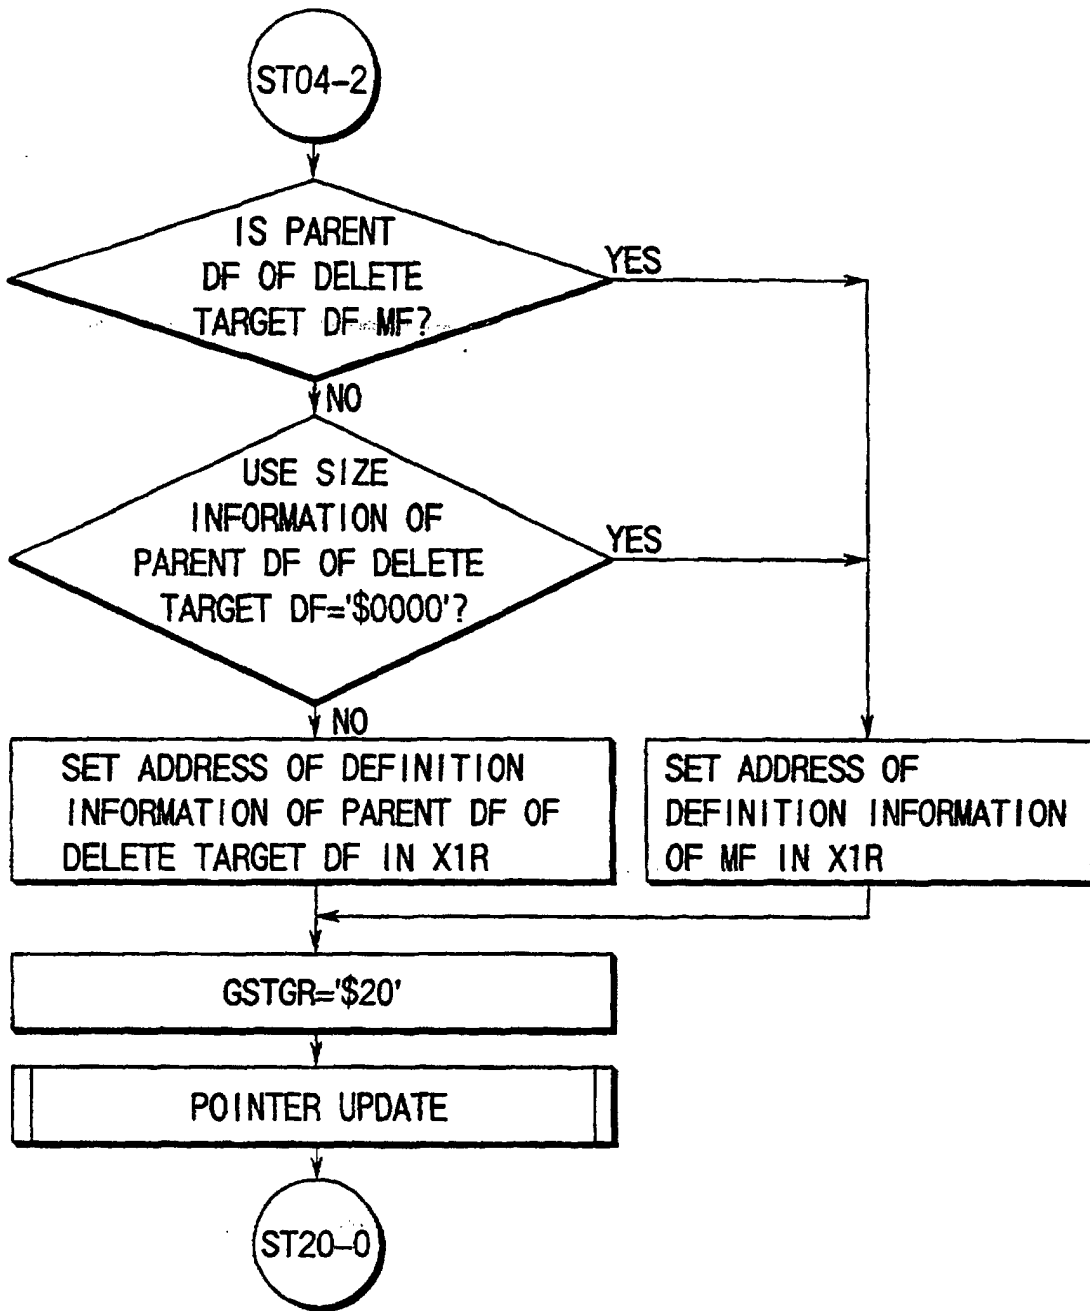 ST04-2
IS PARENT
DF OF DELETE
TARGET DF MF?
YES
NO
USE SIZE
INFORMATION OF
PARENT DF OF DELETE
TARGET DF='$0000'?
YES
NO
SET ADDRESS OF DEFINITION
INFORMATION OF PARENT DF OF
DELETE TARGET DF IN X1R
SET ADDRESS OF
DEFINITION INFORMATION
OF MF IN X1R
GSTGR='$20'
POINTER UPDATE
ST20-0